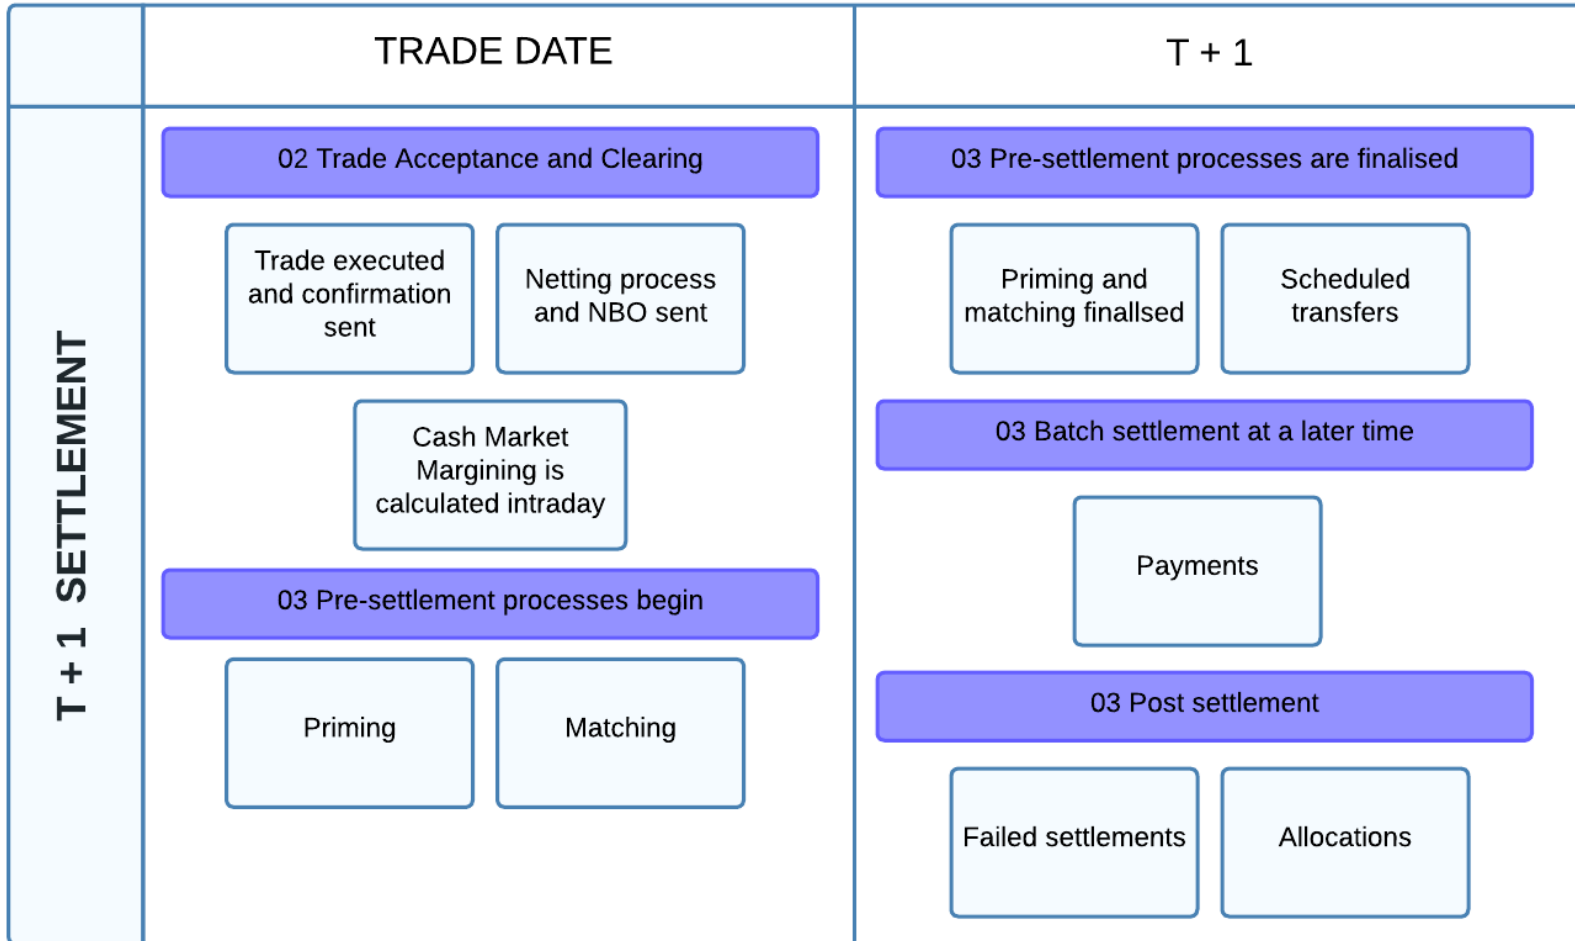 TRADE DATE
T + 1
T + 1 SETTLEMENT
02 Trade Acceptance and Clearing
Trade executed
and confirmation
sent
Netting process
and NBO sent
Cash Market
Margining is
calculated intraday
03 Pre-settlement processes begin
Priming
Matching
03 Pre-settlement processes are finalised
Priming and
matching finallsed
Scheduled
transfers
03 Batch settlement at a later time
Payments
03 Post settlement
Failed settlements
Allocations